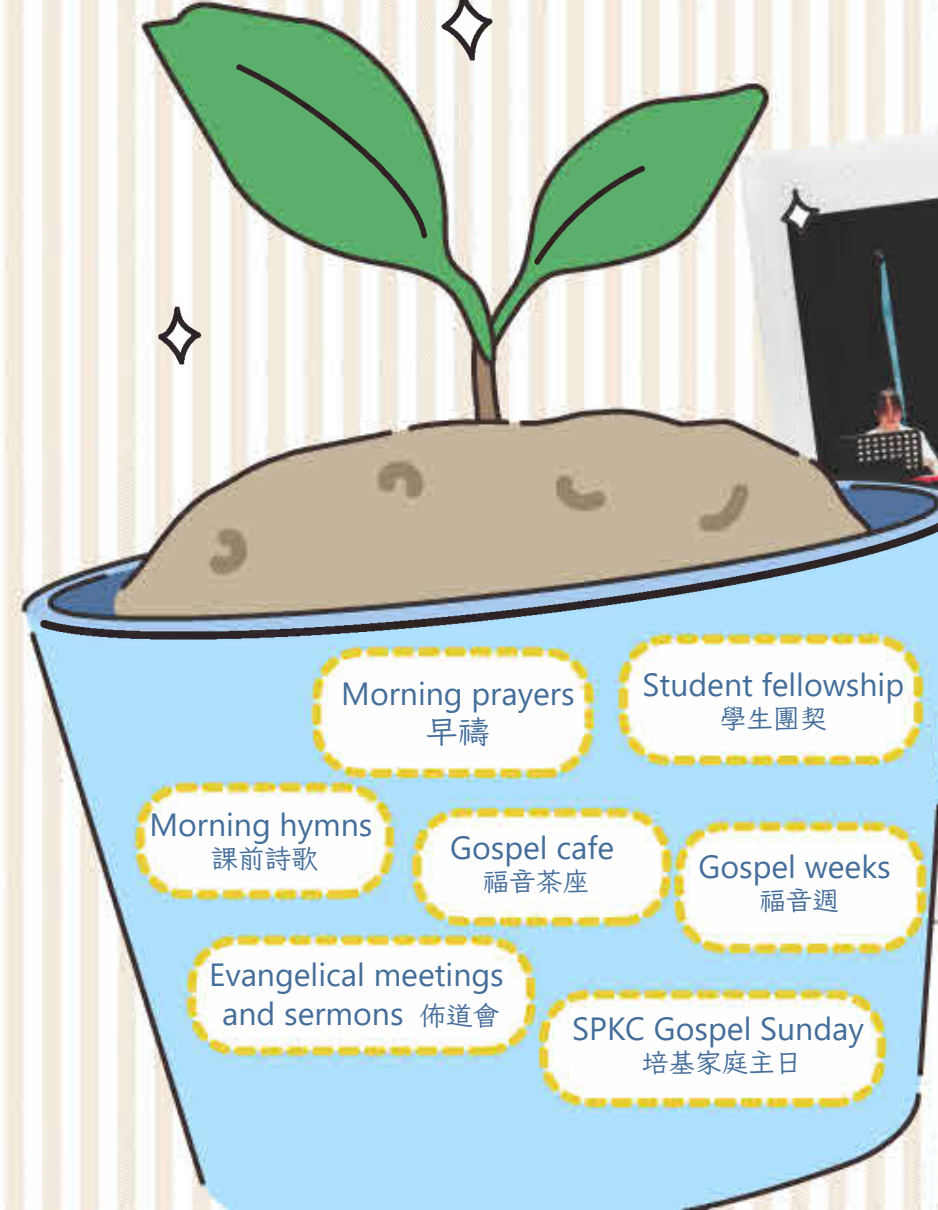 Morning prayers
早禱
Student fellowship
學生團契
Morning hymns
課前詩歌
Gospel cafe
福音茶座
Gospel weeks
福音週
Evangelical meetings
and sermons 佈道會
SPKC Gospel Sunday
培基家庭主日